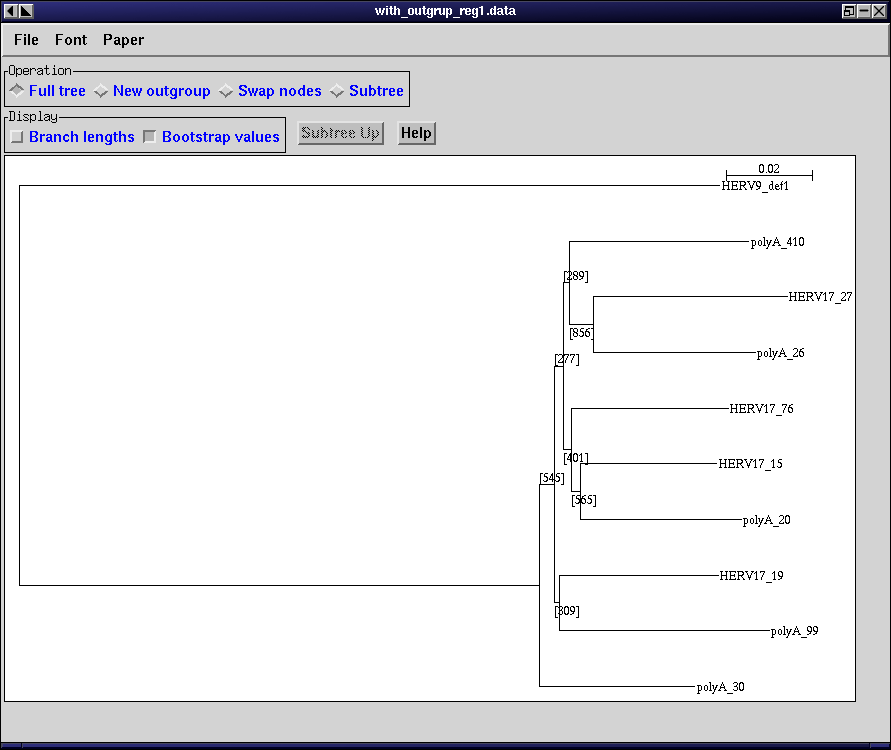 with_outgrup_reg1.data
File Font Paper
Operation
Full tree New outgroup Swap nodes Subtree
Display
Branch lengths Bootstrap values Subtree Up Help
0.02
HERV9_def1
polyA_410
[289]
HERV17_27
[856]
polyA_26
[277]
HERV17_76
[401]
HERV17_15
[545]
[565]
polyA_20
HERV17_19
[309]
polyA_99
polyA_30